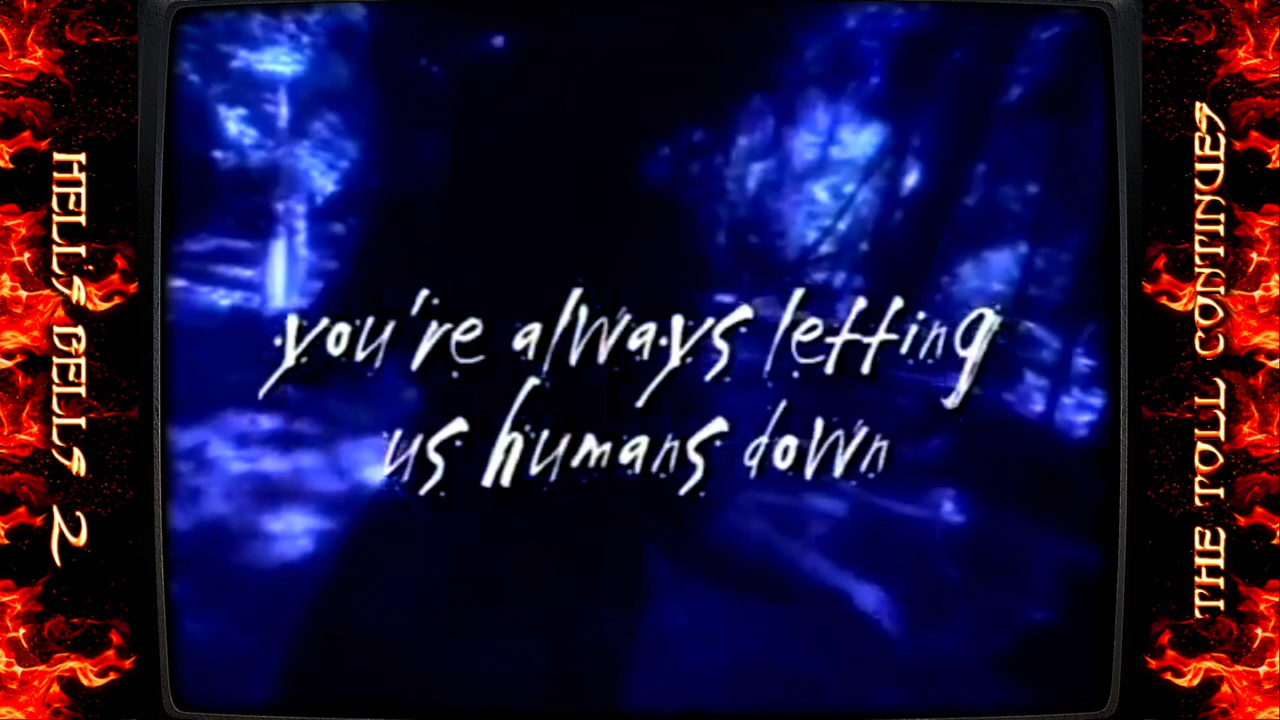 HELL'S BELLS 2
you're always letting
us humans down
THE TOLL CONTINUES